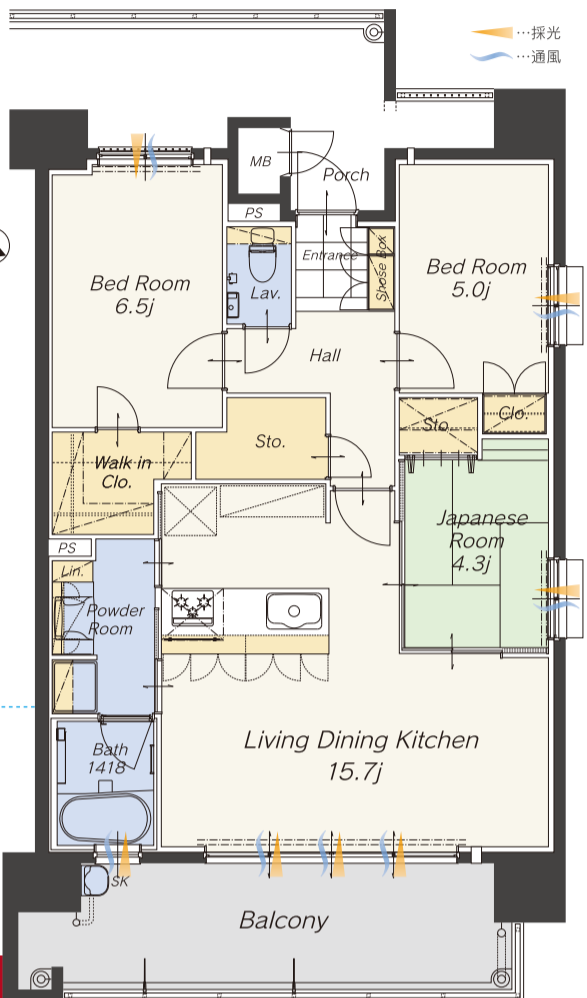 …採光
…通風
MB
Porch
PS
Entrance
Shose Box
Bed Room
6.5j
Lav.
Bed Room
5.0j
Hall
Sto.
Sto.
Clo.
Walk in
Clo.
Japanese
Room
4.3j
PS
Lin.
Powder
Room
Living Dining Kitchen
15.7j
Bath
1418
SK
Balcony